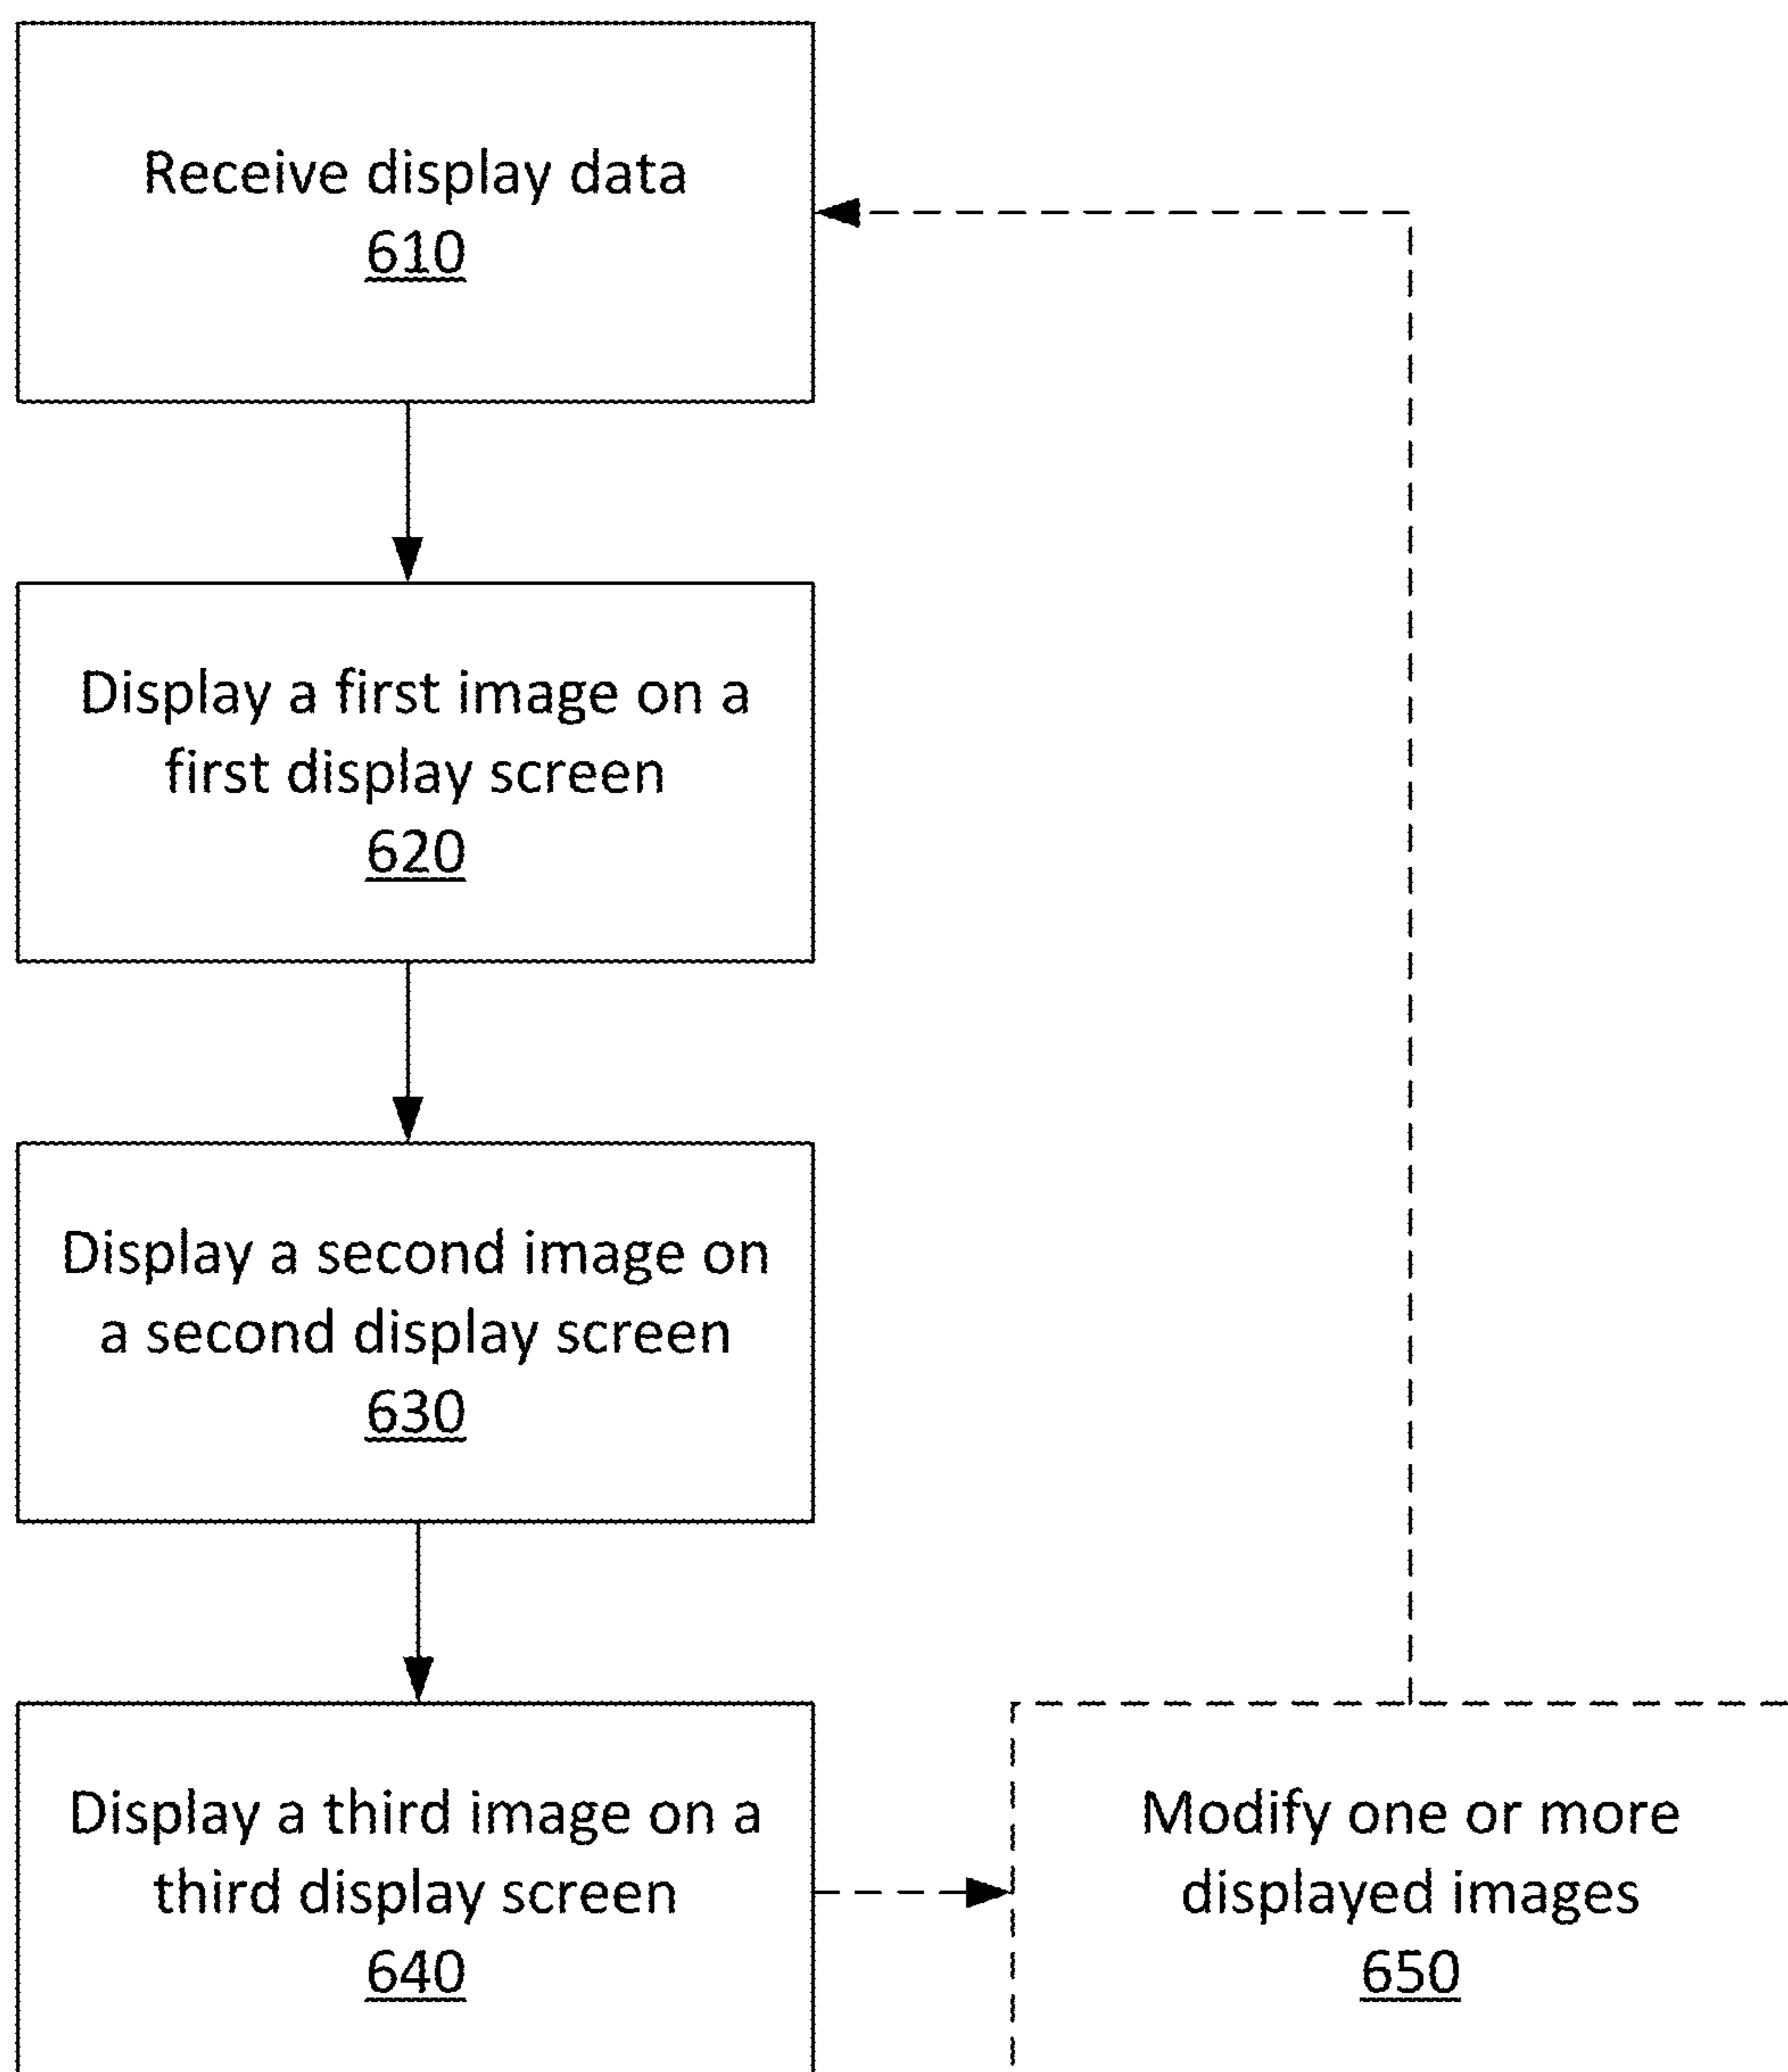 Receive display data
610
Display a first image on a
first display screen
620
Display a second image on
a second display screen
630
Display a third image on a
third display screen
640
Modify one or more
displayed images
650